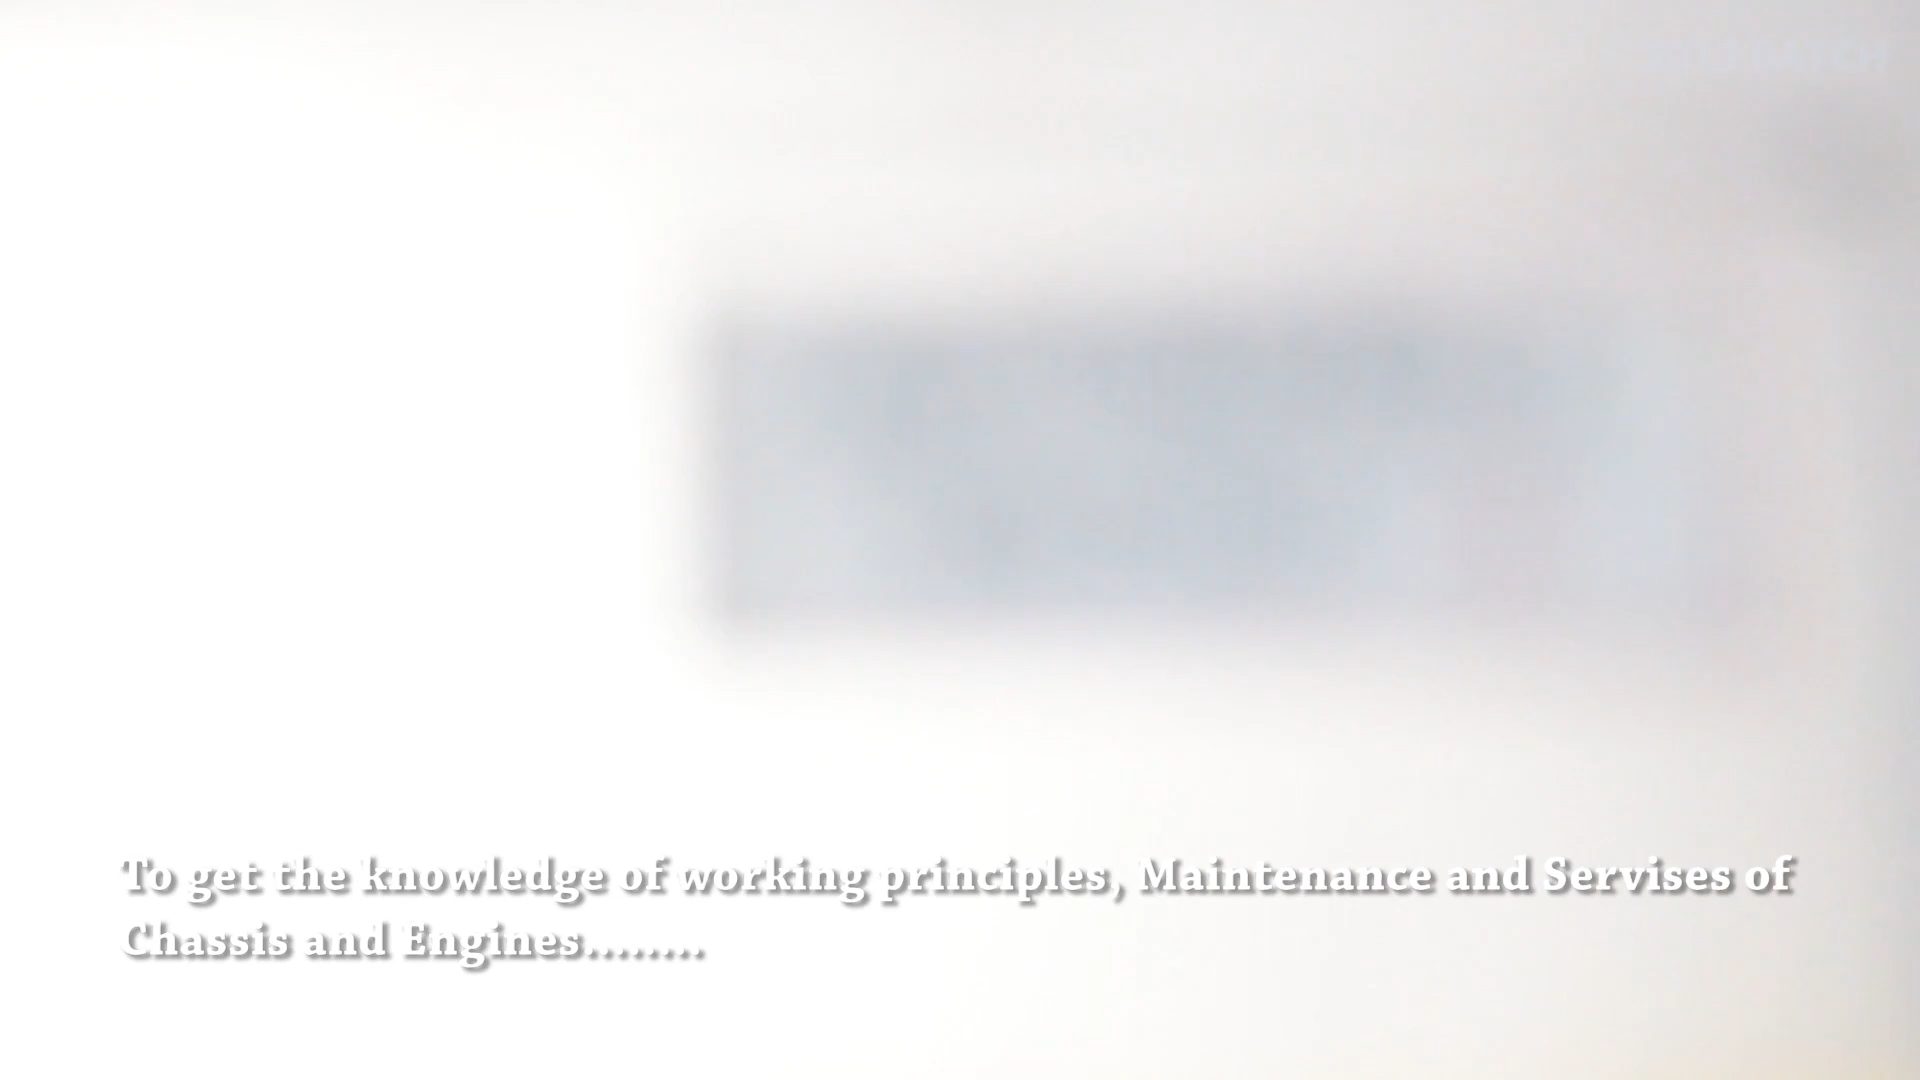 To get the knowledge of working principles, Maintenance and Servises of
Chassis and Engines........